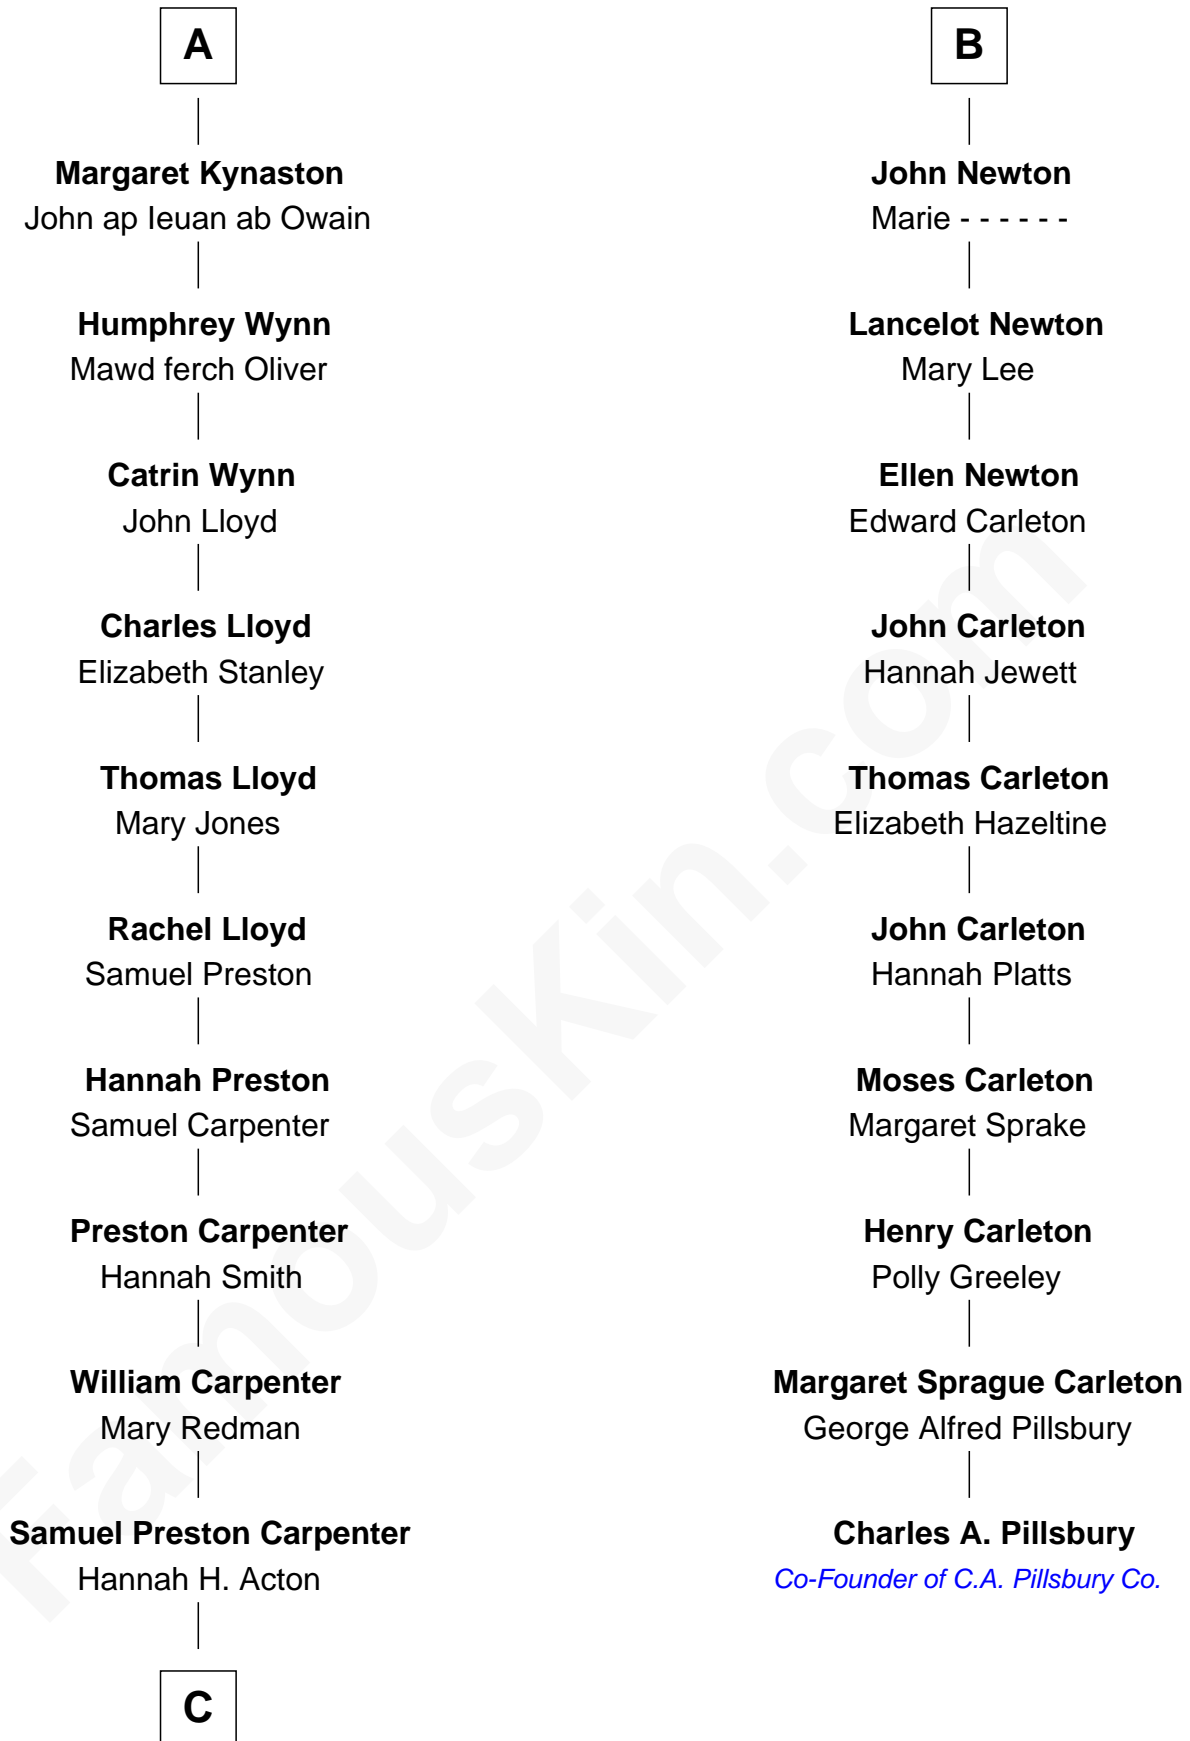 A
Margaret Kynaston
John ap Ieuan ab Owain
Humphrey Wynn
Mawd ferch Oliver
Catrin Wynn
John Lloyd
Charles Lloyd
Elizabeth Stanley
Thomas Lloyd
Mary Jones
Rachel Lloyd
Samuel Preston
Hannah Preston
Samuel Carpenter
Preston Carpenter
Hannah Smith
William Carpenter
Mary Redman
Samuel Preston Carpenter
Hannah H. Acton
C
B
John Newton
Marie - - - - - -
Lancelot Newton
Mary Lee
Ellen Newton
Edward Carleton
John Carleton
Hannah Jewett
Thomas Carleton
Elizabeth Hazeltine
John Carleton
Hannah Platts
Moses Carleton
Margaret Sprake
Henry Carleton
Polly Greeley
Margaret Sprague Carleton
George Alfred Pillsbury
Charles A. Pillsbury
Co-Founder of C.A. Pillsbury Co.
FamousKin.com